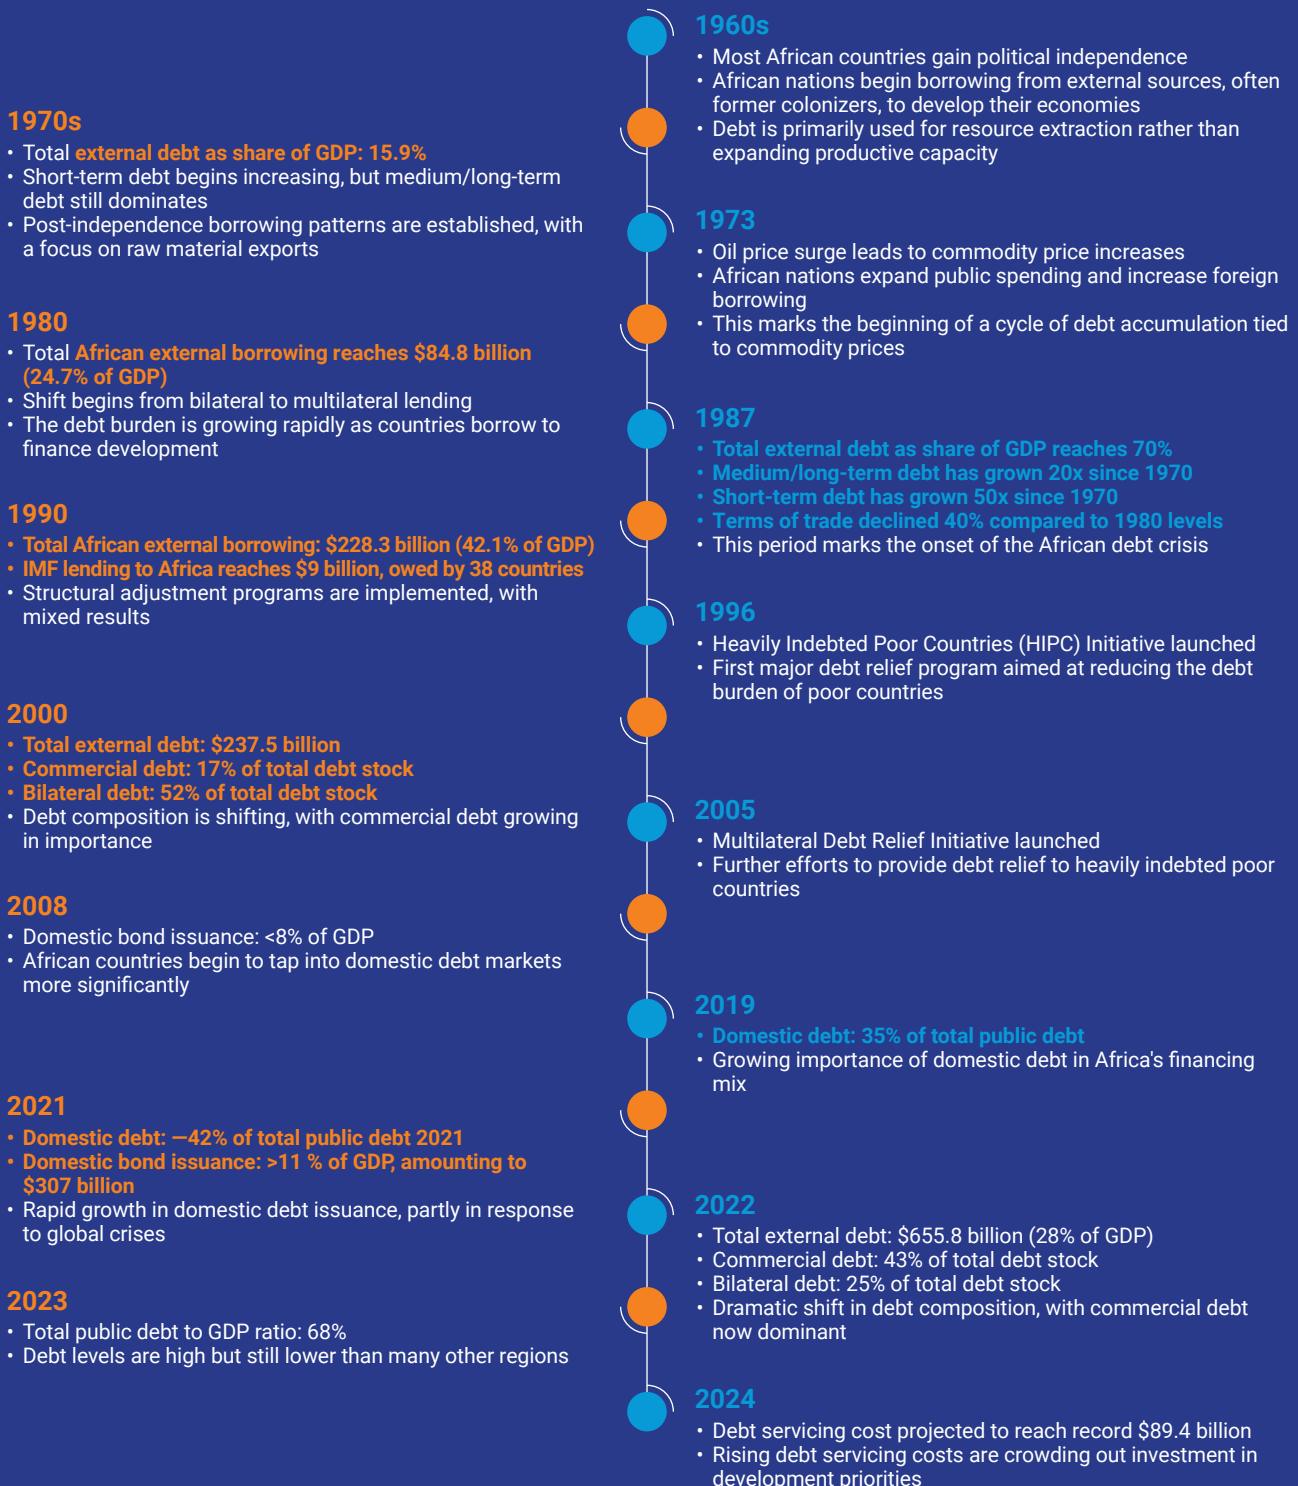 1960s
• Most African countries gain political independence
• African nations begin borrowing from external sources, often
former colonizers, to develop their economies
• Debt is primarily used for resource extraction rather than
expanding productive capacity
1970s
• Total external debt as share of GDP: 15.9%
• Short-term debt begins increasing, but medium/long-term
debt still dominates
• Post-independence borrowing patterns are established, with
a focus on raw material exports
1973
• Oil price surge leads to commodity price increases
• African nations expand public spending and increase foreign
borrowing
• This marks the beginning of a cycle of debt accumulation tied
to commodity prices
1980
• Total African external borrowing reaches $84.8 billion
(24.7% of GDP)
• Shift begins from bilateral to multilateral lending
• The debt burden is growing rapidly as countries borrow to
finance development
1987
• Total external debt as share of GDP reaches 70%
• Medium/long-term debt has grown 20x since 1970
• Short-term debt has grown 50x since 1970
• Terms of trade declined 40% compared to 1980 levels
• This period marks the onset of the African debt crisis
1990
• Total African external borrowing: $228.3 billion (42.1% of GDP)
• IMF lending to Africa reaches $9 billion, owed by 38 countries
• Structural adjustment programs are implemented, with
mixed results
1996
• Heavily Indebted Poor Countries (HIPC) Initiative launched
• First major debt relief program aimed at reducing the debt
burden of poor countries
2000
• Total external debt: $237.5 billion
• Commercial debt: 17% of total debt stock
• Bilateral debt: 52% of total debt stock
• Debt composition is shifting, with commercial debt growing
in importance
2005
• Multilateral Debt Relief Initiative launched
• Further efforts to provide debt relief to heavily indebted poor
countries
2008
• Domestic bond issuance: <8% of GDP
• African countries begin to tap into domestic debt markets
more significantly
2019
• Domestic debt: 35% of total public debt
• Growing importance of domestic debt in Africa's financing
mix
2021
• Domestic debt: —42% of total public debt 2021
• Domestic bond issuance: >11 % of GDP, amounting to
$307 billion
• Rapid growth in domestic debt issuance, partly in response
to global crises
2022
• Total external debt: $655.8 billion (28% of GDP)
• Commercial debt: 43% of total debt stock
• Bilateral debt: 25% of total debt stock
• Dramatic shift in debt composition, with commercial debt
now dominant
2023
• Total public debt to GDP ratio: 68%
• Debt levels are high but still lower than many other regions
2024
• Debt servicing cost projected to reach record $89.4 billion
• Rising debt servicing costs are crowding out investment in
development priorities